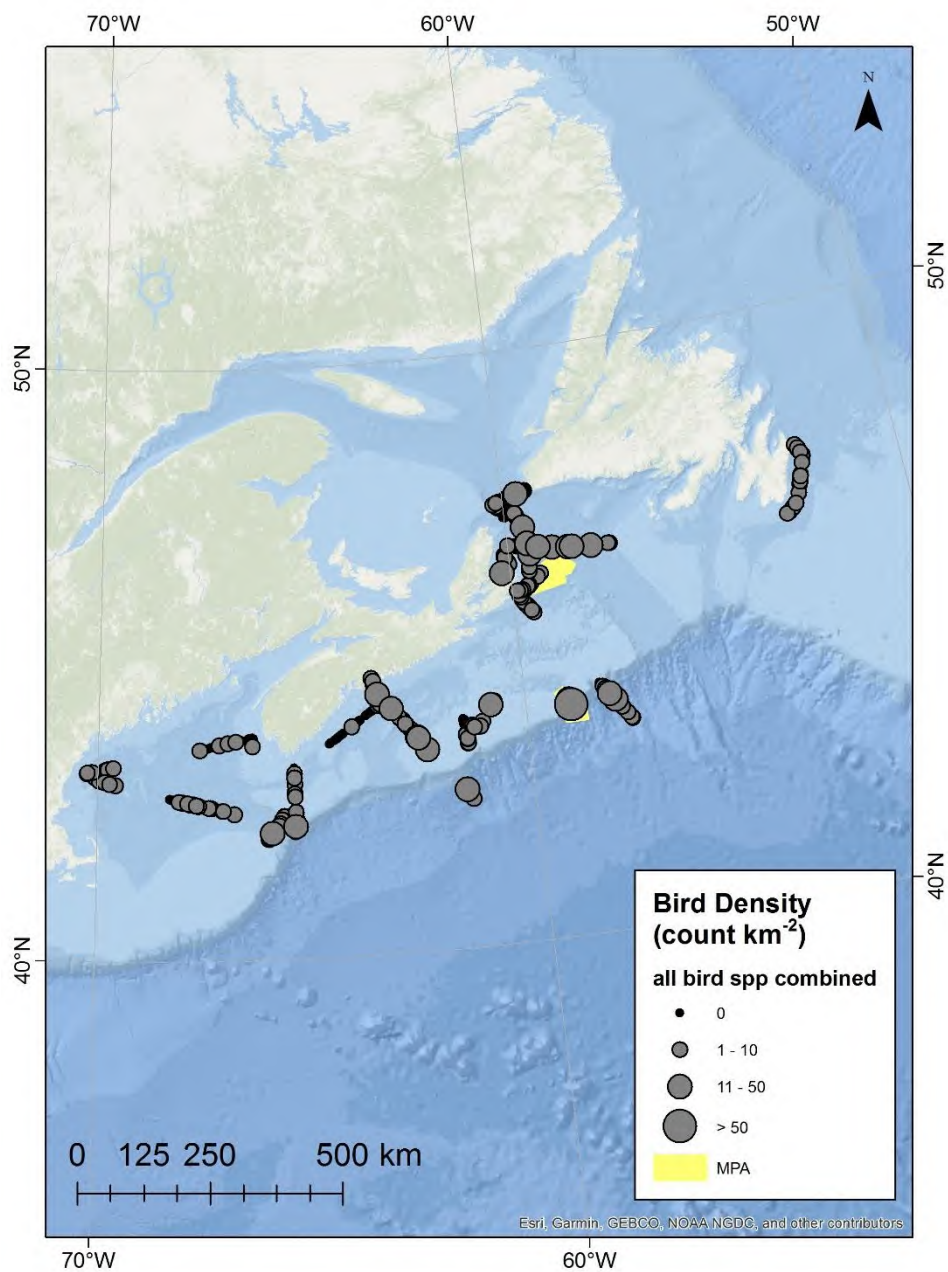 70°W 60°W 50°W
N
50°N
50°N
40°N
40°N
Bird Density
(count km-2)
all bird spp combined
0
1 - 10
11 - 50
> 50
MPA
0 125 250 500 km
Esri, Garmin, GEBCO, NOAA NGDC, and other contributors
70°W 60°W